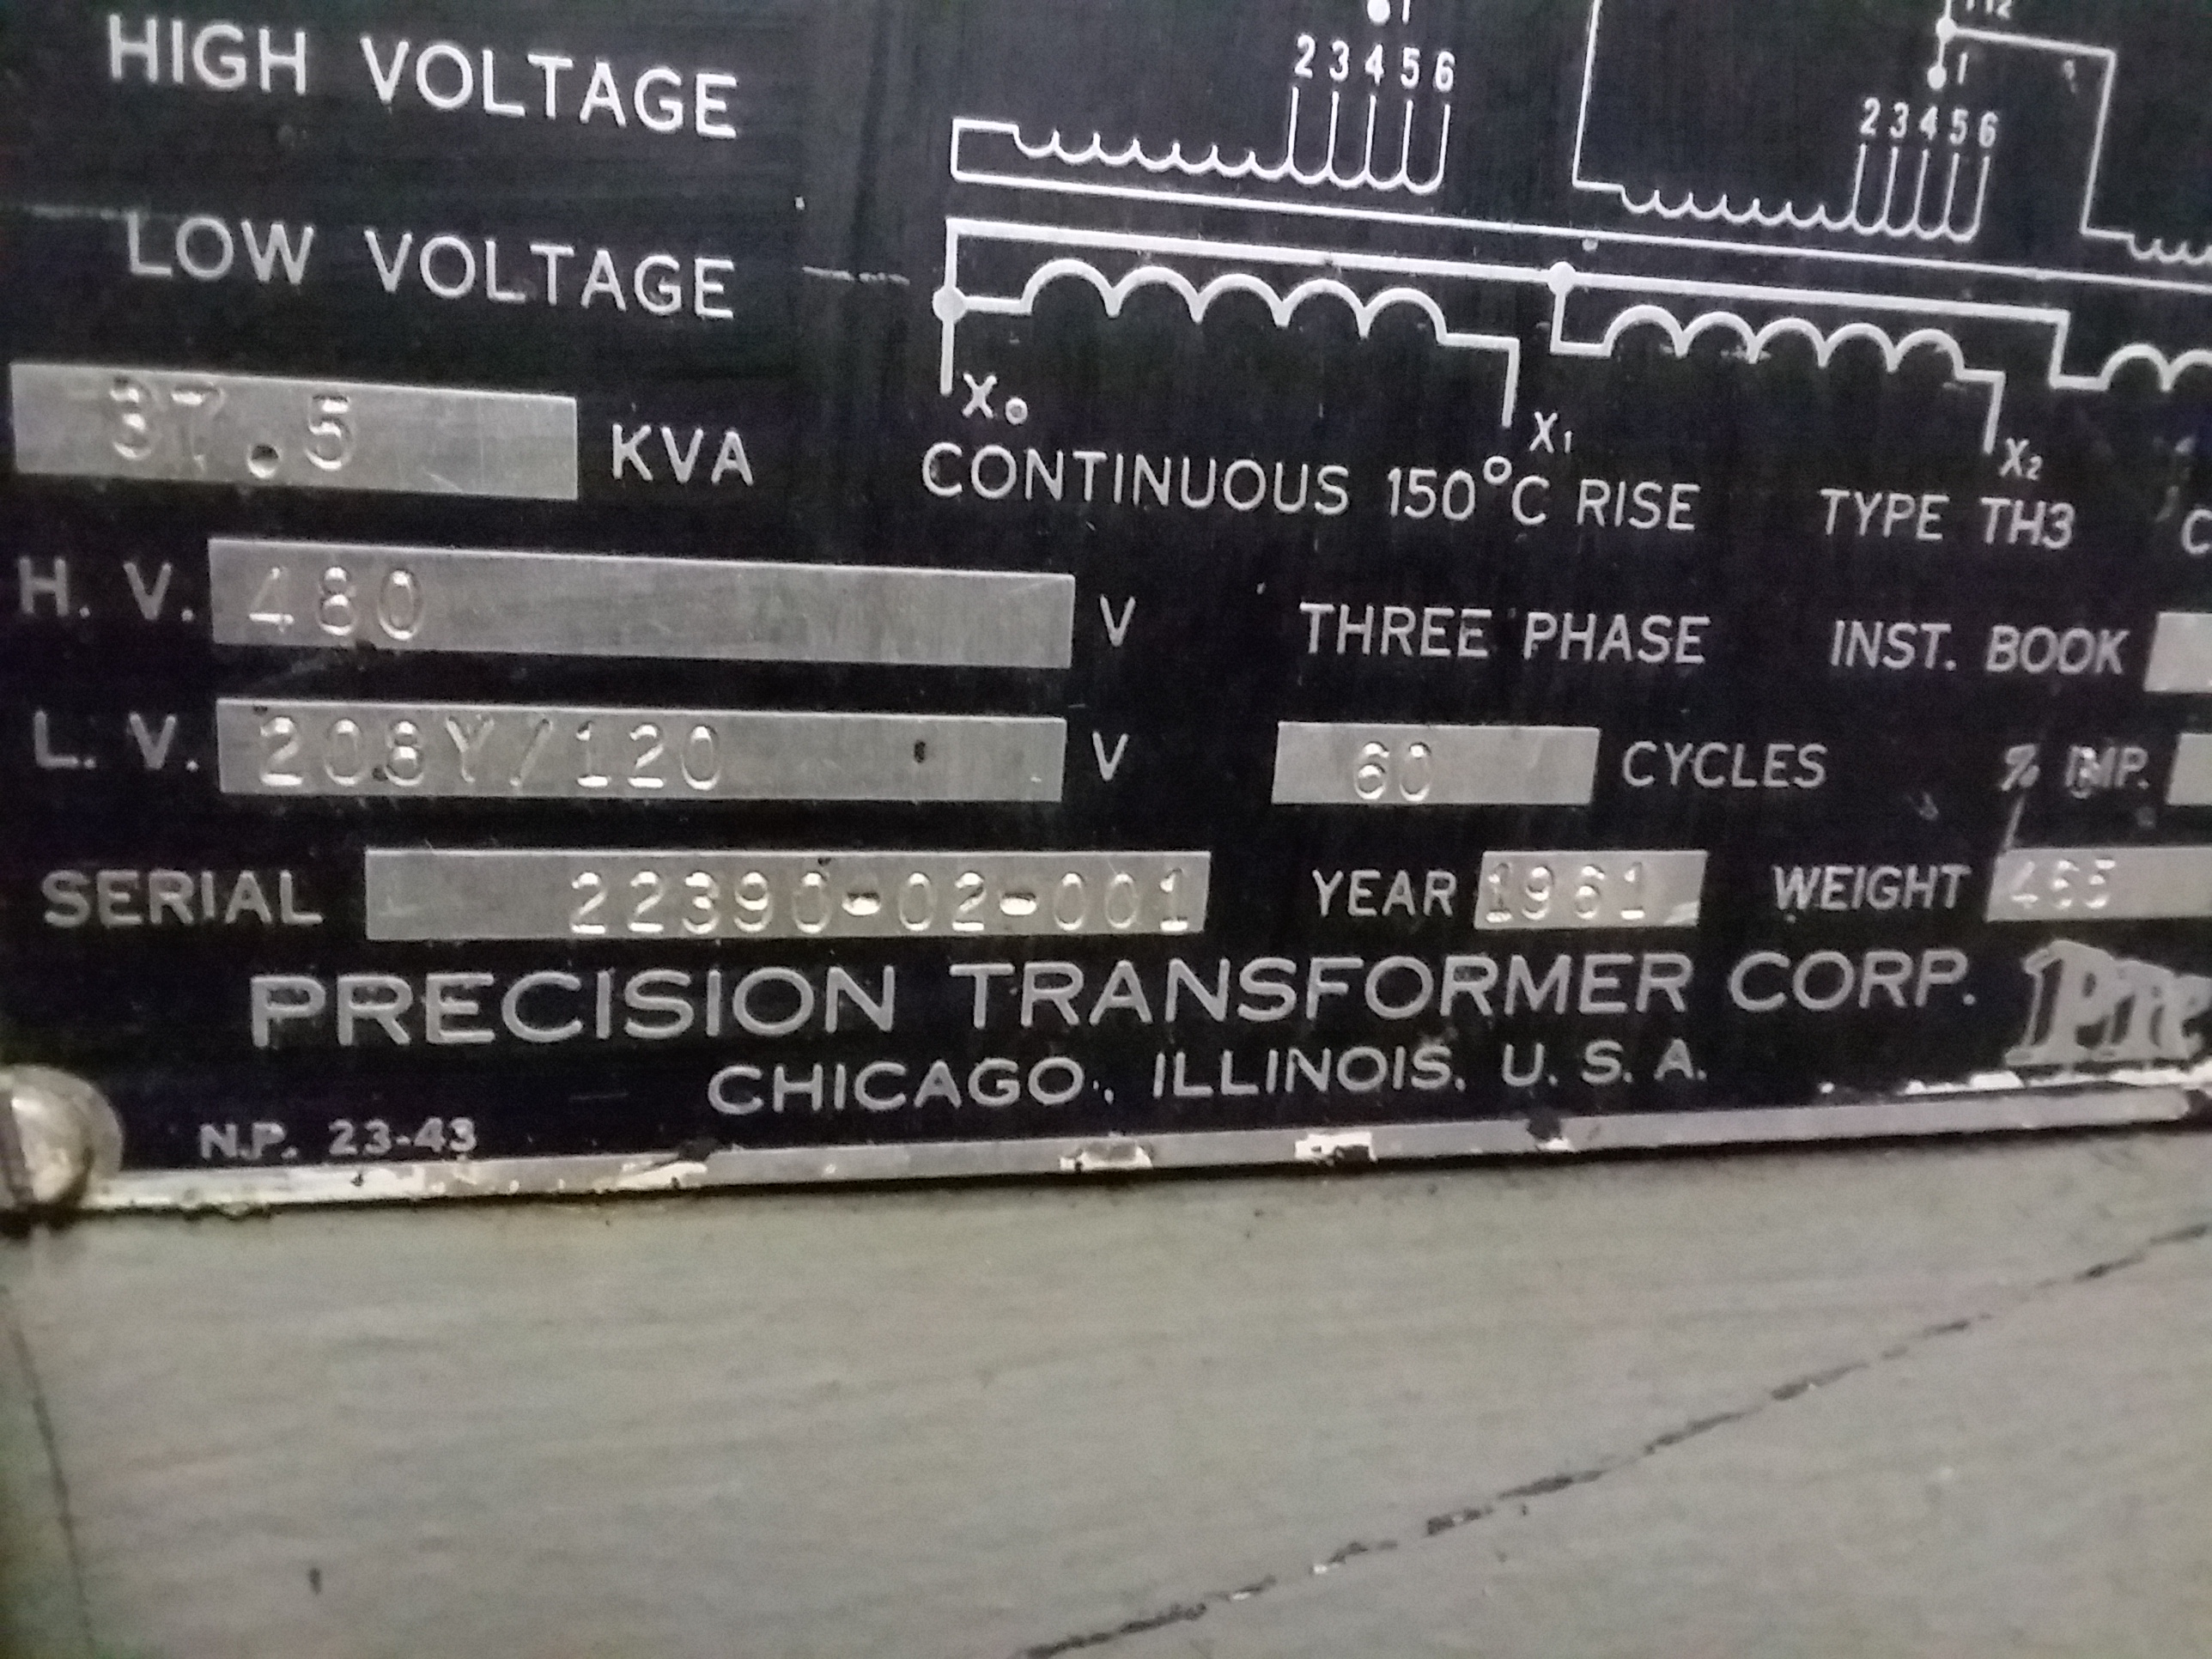 HIGH VOLTAGE
1
2 3 4 5 6
1
2 3 4 5 6
LOW VOLTAGE
X0
X1
X2
37.5 KVA
CONTINUOUS 150°C RISE TYPE TH3
H. V. 480 V THREE PHASE INST. BOOK
L. V. 208Y/120 V 60 CYCLES % IMP.
SERIAL 22390-02-001 YEAR 1961 WEIGHT
PRECISION TRANSFORMER CORP.
CHICAGO, ILLINOIS, U. S. A.
N.P. 23-43